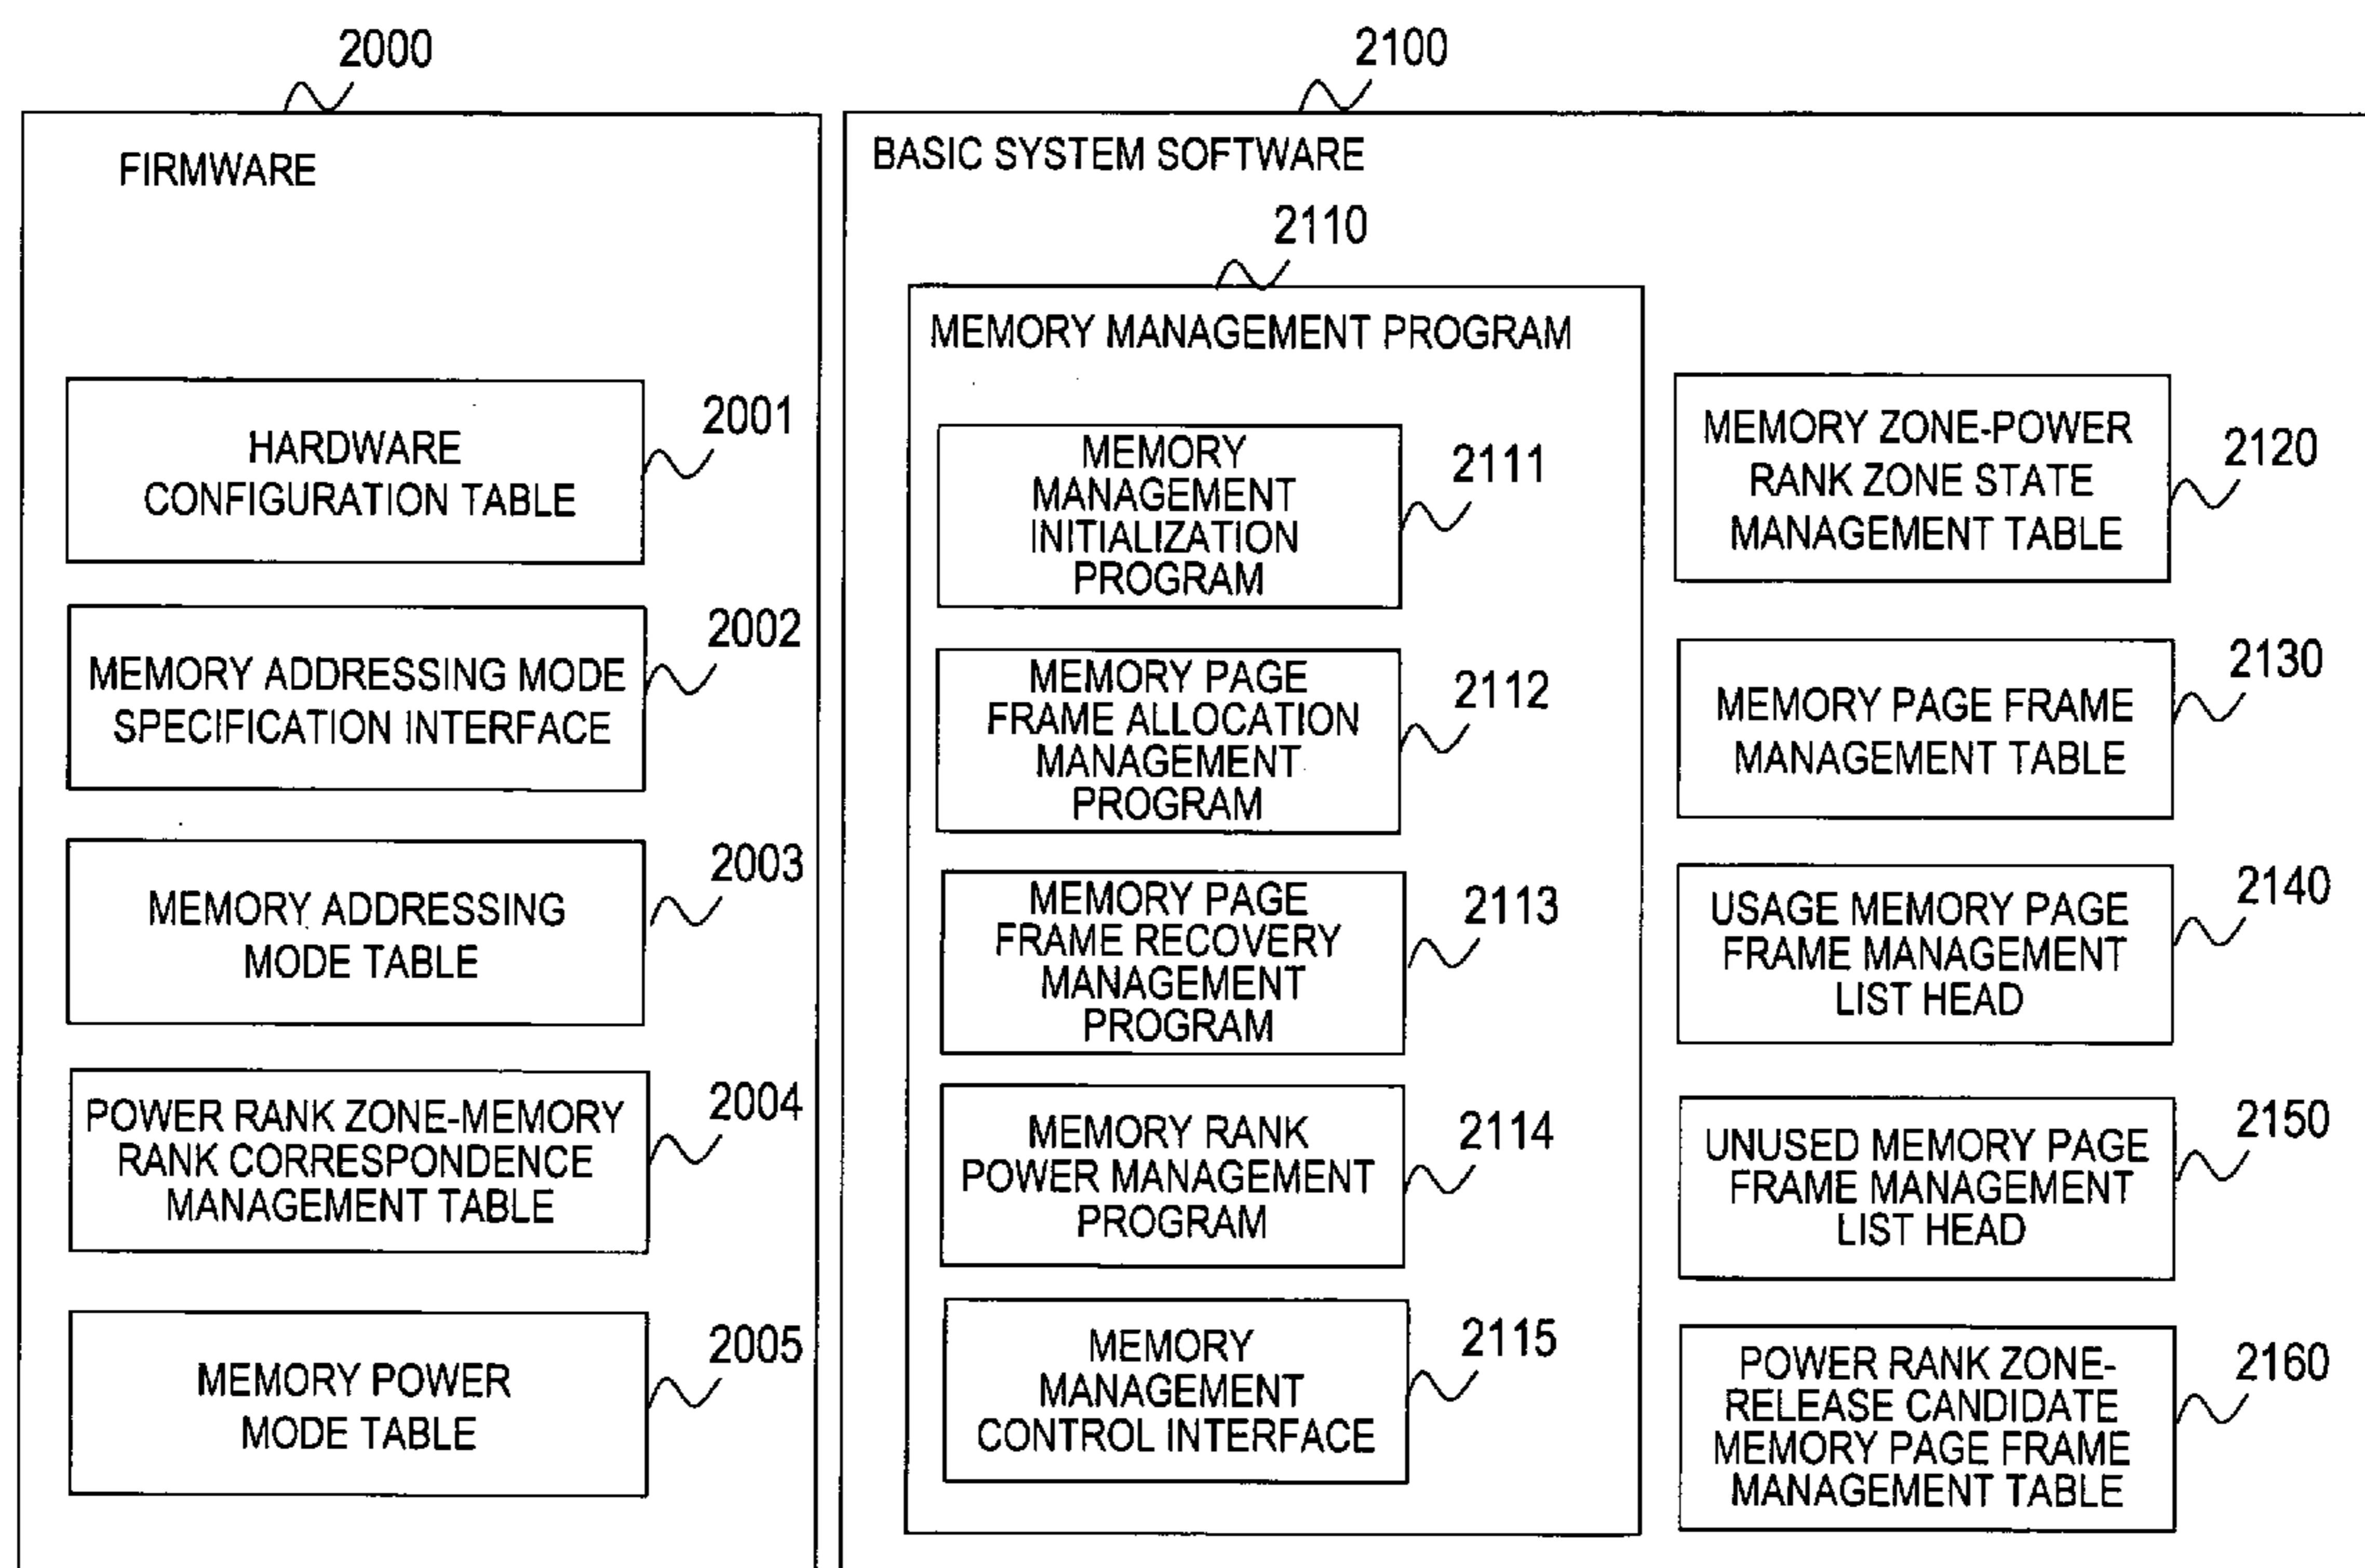 2000
FIRMWARE
HARDWARE
CONFIGURATION TABLE
2001
MEMORY ADDRESSING MODE
SPECIFICATION INTERFACE
2002
MEMORY ADDRESSING
MODE TABLE
2003
POWER RANK ZONE-MEMORY
RANK CORRESPONDENCE
MANAGEMENT TABLE
2004
MEMORY POWER
MODE TABLE
2005
2100
BASIC SYSTEM SOFTWARE
2110
MEMORY MANAGEMENT PROGRAM
MEMORY
MANAGEMENT
INITIALIZATION
PROGRAM
2111
MEMORY PAGE
FRAME ALLOCATION
MANAGEMENT
PROGRAM
2112
MEMORY PAGE
FRAME RECOVERY
MANAGEMENT
PROGRAM
2113
MEMORY RANK
POWER MANAGEMENT
PROGRAM
2114
MEMORY
MANAGEMENT
CONTROL INTERFACE
2115
MEMORY ZONE-POWER
RANK ZONE STATE
MANAGEMENT TABLE
2120
MEMORY PAGE FRAME
MANAGEMENT TABLE
2130
USAGE MEMORY PAGE
FRAME MANAGEMENT
LIST HEAD
2140
UNUSED MEMORY PAGE
FRAME MANAGEMENT
LIST HEAD
2150
POWER RANK ZONE-
RELEASE CANDIDATE
MEMORY PAGE FRAME
MANAGEMENT TABLE
2160